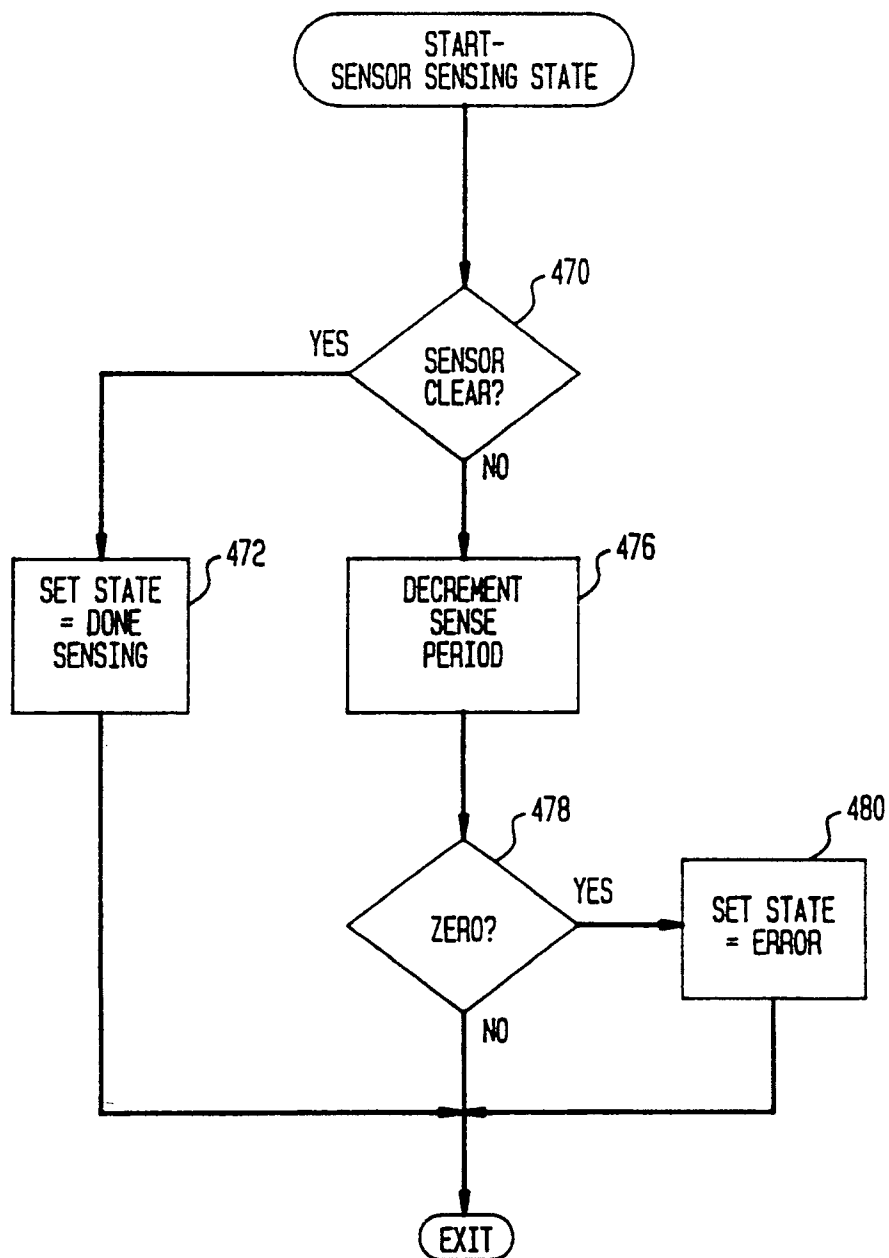 START-
SENSOR SENSING STATE
470
YES
SENSOR
CLEAR?
NO
472
SET STATE
= DONE
SENSING
476
DECREMENT
SENSE
PERIOD
478
ZERO?
YES
480
SET STATE
= ERROR
NO
EXIT